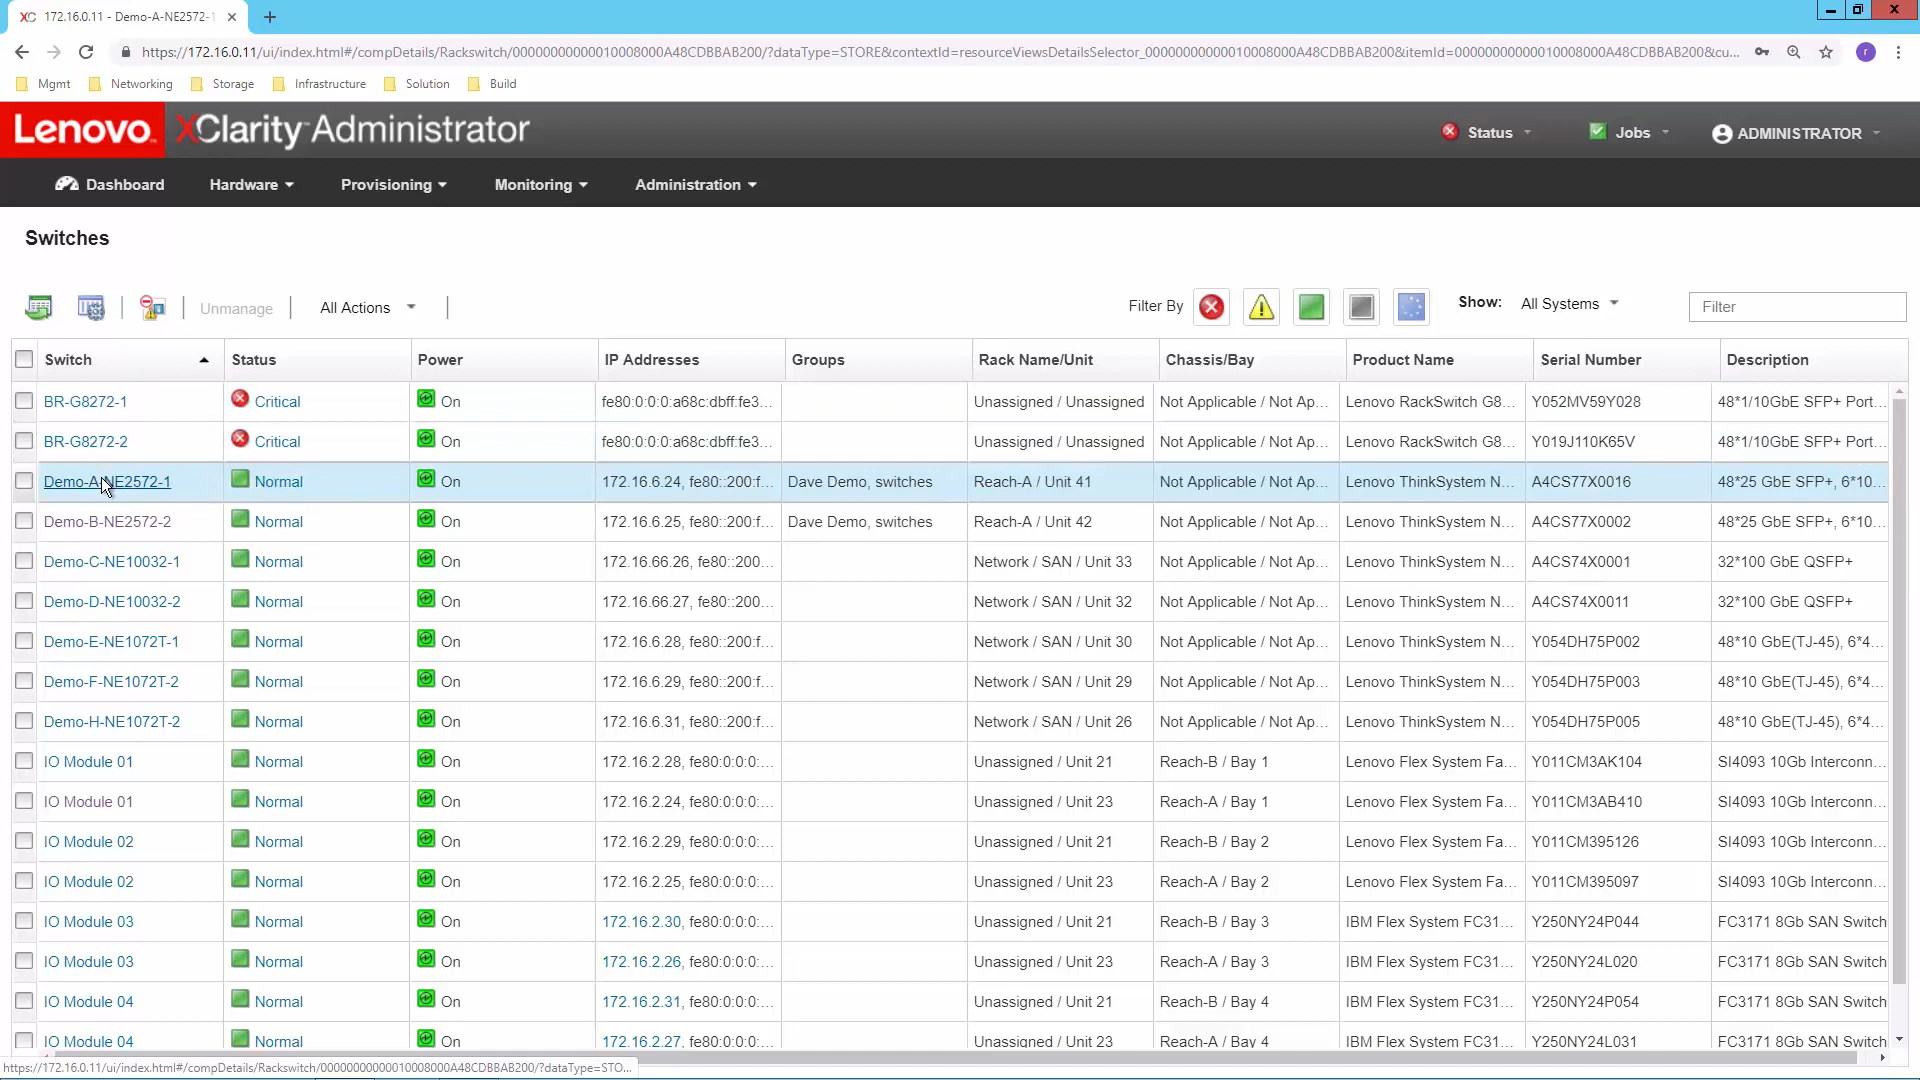 172.16.0.11 - Demo-A-NE2572-1
https://172.16.0.11/ui/index.html#/compDetails/Rackswitch/00000000000010008000A48CDBBAB200/?dataType=STORE&contextId=resourceViewsDetailsSelector_00000000000010008000A48CDBBAB200&itemId=00000000000010008000A48CDBBAB200&cu...
r
Mgmt Networking Storage Infrastructure Solution Build
Lenovo XClarity Administrator Status Jobs ADMINISTRATOR
Dashboard Hardware Provisioning Monitoring Administration
Switches
Unmanage All Actions Filter By Show: All Systems Filter
Switch Status Power IP Addresses Groups Rack Name/Unit Chassis/Bay Product Name Serial Number Description
BR-G8272-1 Critical On fe80:0:0:0:a68c:dbff:fe3... Unassigned / Unassigned Not Applicable / Not Ap... Lenovo RackSwitch G8... Y052MV59Y028 48*1/10GbE SFP+ Port...
BR-G8272-2 Critical On fe80:0:0:0:a68c:dbff:fe3... Unassigned / Unassigned Not Applicable / Not Ap... Lenovo RackSwitch G8... Y019J110K65V 48*1/10GbE SFP+ Port...
Demo-A-NE2572-1 Normal On 172.16.6.24, fe80::200:f... Dave Demo, switches Reach-A / Unit 41 Not Applicable / Not Ap... Lenovo ThinkSystem N... A4CS77X0016 48*25 GbE SFP+, 6*10...
Demo-B-NE2572-2 Normal On 172.16.6.25, fe80::200:f... Dave Demo, switches Reach-A / Unit 42 Not Applicable / Not Ap... Lenovo ThinkSystem N... A4CS77X0002 48*25 GbE SFP+, 6*10...
Demo-C-NE10032-1 Normal On 172.16.66.26, fe80::200... Network / SAN / Unit 33 Not Applicable / Not Ap... Lenovo ThinkSystem N... A4CS74X0001 32*100 GbE QSFP+
Demo-D-NE10032-2 Normal On 172.16.66.27, fe80::200... Network / SAN / Unit 32 Not Applicable / Not Ap... Lenovo ThinkSystem N... A4CS74X0011 32*100 GbE QSFP+
Demo-E-NE1072T-1 Normal On 172.16.6.28, fe80::200:f... Network / SAN / Unit 30 Not Applicable / Not Ap... Lenovo ThinkSystem N... Y054DH75P002 48*10 GbE(TJ-45), 6*4...
Demo-F-NE1072T-2 Normal On 172.16.6.29, fe80::200:f... Network / SAN / Unit 29 Not Applicable / Not Ap... Lenovo ThinkSystem N... Y054DH75P003 48*10 GbE(TJ-45), 6*4...
Demo-H-NE1072T-2 Normal On 172.16.6.31, fe80::200:f... Network / SAN / Unit 26 Not Applicable / Not Ap... Lenovo ThinkSystem N... Y054DH75P005 48*10 GbE(TJ-45), 6*4...
IO Module 01 Normal On 172.16.2.28, fe80:0:0:0:... Unassigned / Unit 21 Reach-B / Bay 1 Lenovo Flex System Fa... Y011CM3AK104 SI4093 10Gb Interconn...
IO Module 01 Normal On 172.16.2.24, fe80:0:0:0:... Unassigned / Unit 23 Reach-A / Bay 1 Lenovo Flex System Fa... Y011CM3AB410 SI4093 10Gb Interconn...
IO Module 02 Normal On 172.16.2.29, fe80:0:0:0:... Unassigned / Unit 21 Reach-B / Bay 2 Lenovo Flex System Fa... Y011CM395126 SI4093 10Gb Interconn...
IO Module 02 Normal On 172.16.2.25, fe80:0:0:0:... Unassigned / Unit 23 Reach-A / Bay 2 Lenovo Flex System Fa... Y011CM395097 SI4093 10Gb Interconn...
IO Module 03 Normal On 172.16.2.30, fe80:0:0:0:... Unassigned / Unit 21 Reach-B / Bay 3 IBM Flex System FC31... Y250NY24P044 FC3171 8Gb SAN Switch
IO Module 03 Normal On 172.16.2.26, fe80:0:0:0:... Unassigned / Unit 23 Reach-A / Bay 3 IBM Flex System FC31... Y250NY24L020 FC3171 8Gb SAN Switch
IO Module 04 Normal On 172.16.2.31, fe80:0:0:0:... Unassigned / Unit 21 Reach-B / Bay 4 IBM Flex System FC31... Y250NY24P054 FC3171 8Gb SAN Switch
IO Module 04 Normal On 172.16.2.27, fe80:0:0:0:... Unassigned / Unit 23 Reach-A / Bay 4 IBM Flex System FC31... Y250NY24L031 FC3171 8Gb SAN Switch
https://172.16.0.11/ui/index.html#/compDetails/Rackswitch/00000000000010008000A48CDBBAB200/?dataType=STO...